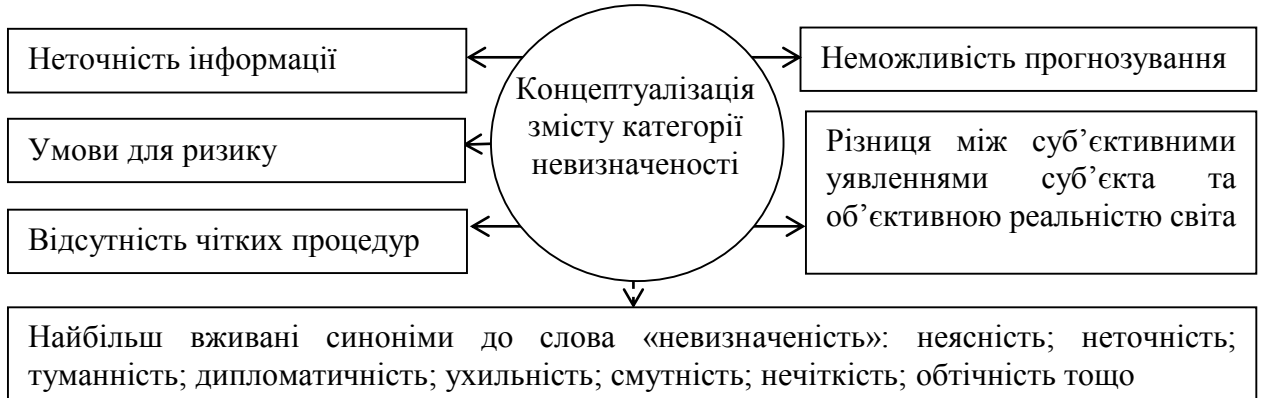 Неточність інформації
Умови для ризику
Відсутність чітких процедур
Концептуалізація
змісту категорії
невизначеності
Неможливість прогнозування
Різниця між суб’єктивними
уявленнями суб’єкта та
об’єктивною реальністю світа
Найбільш вживані синоніми до слова «невизначеність»: неясність; неточність;
туманність; дипломатичність; ухильність; смутність; нечіткість; обтічність тощо